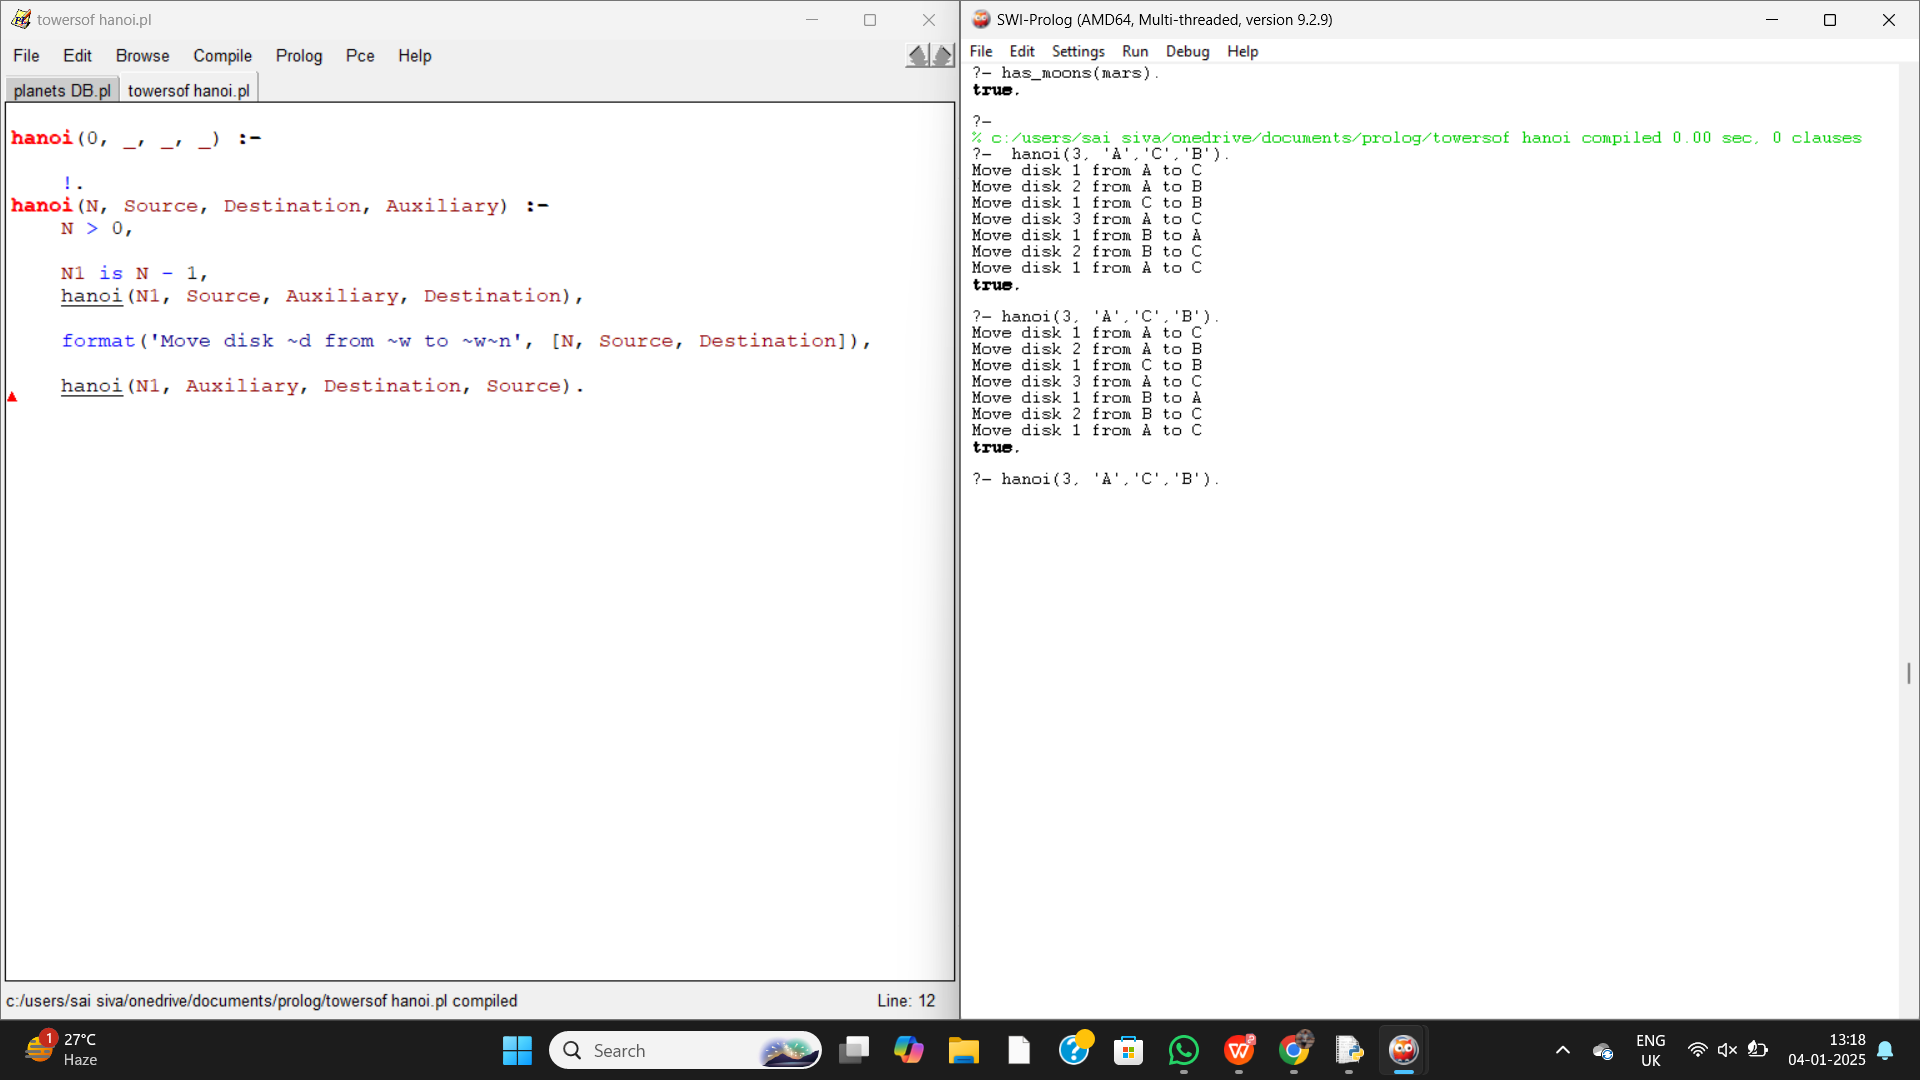 towersof hanoi.pl
File Edit Browse Compile Prolog Pce Help
planets DB.pl towersof hanoi.pl
hanoi(0, _, _, _) :-
!.
hanoi(N, Source, Destination, Auxiliary) :-
N > 0,
N1 is N - 1,
hanoi(N1, Source, Auxiliary, Destination),
format('Move disk ~d from ~w to ~w~n', [N, Source, Destination]),
hanoi(N1, Auxiliary, Destination, Source).
c:/users/sai siva/onedrive/documents/prolog/towersof hanoi.pl compiled Line: 12
SWI-Prolog (AMD64, Multi-threaded, version 9.2.9)
File Edit Settings Run Debug Help
?- has_moons(mars).
true.
?-
% c:/users/sai siva/onedrive/documents/prolog/towersof hanoi compiled 0.00 sec, 0 clauses
?-  hanoi(3, 'A','C','B').
Move disk 1 from A to C
Move disk 2 from A to B
Move disk 1 from C to B
Move disk 3 from A to C
Move disk 1 from B to A
Move disk 2 from B to C
Move disk 1 from A to C
true.
?- hanoi(3, 'A','C','B').
Move disk 1 from A to C
Move disk 2 from A to B
Move disk 1 from C to B
Move disk 3 from A to C
Move disk 1 from B to A
Move disk 2 from B to C
Move disk 1 from A to C
true.
?- hanoi(3, 'A','C','B').
1 27°C
Haze
Search
ENG
UK
13:18
04-01-2025